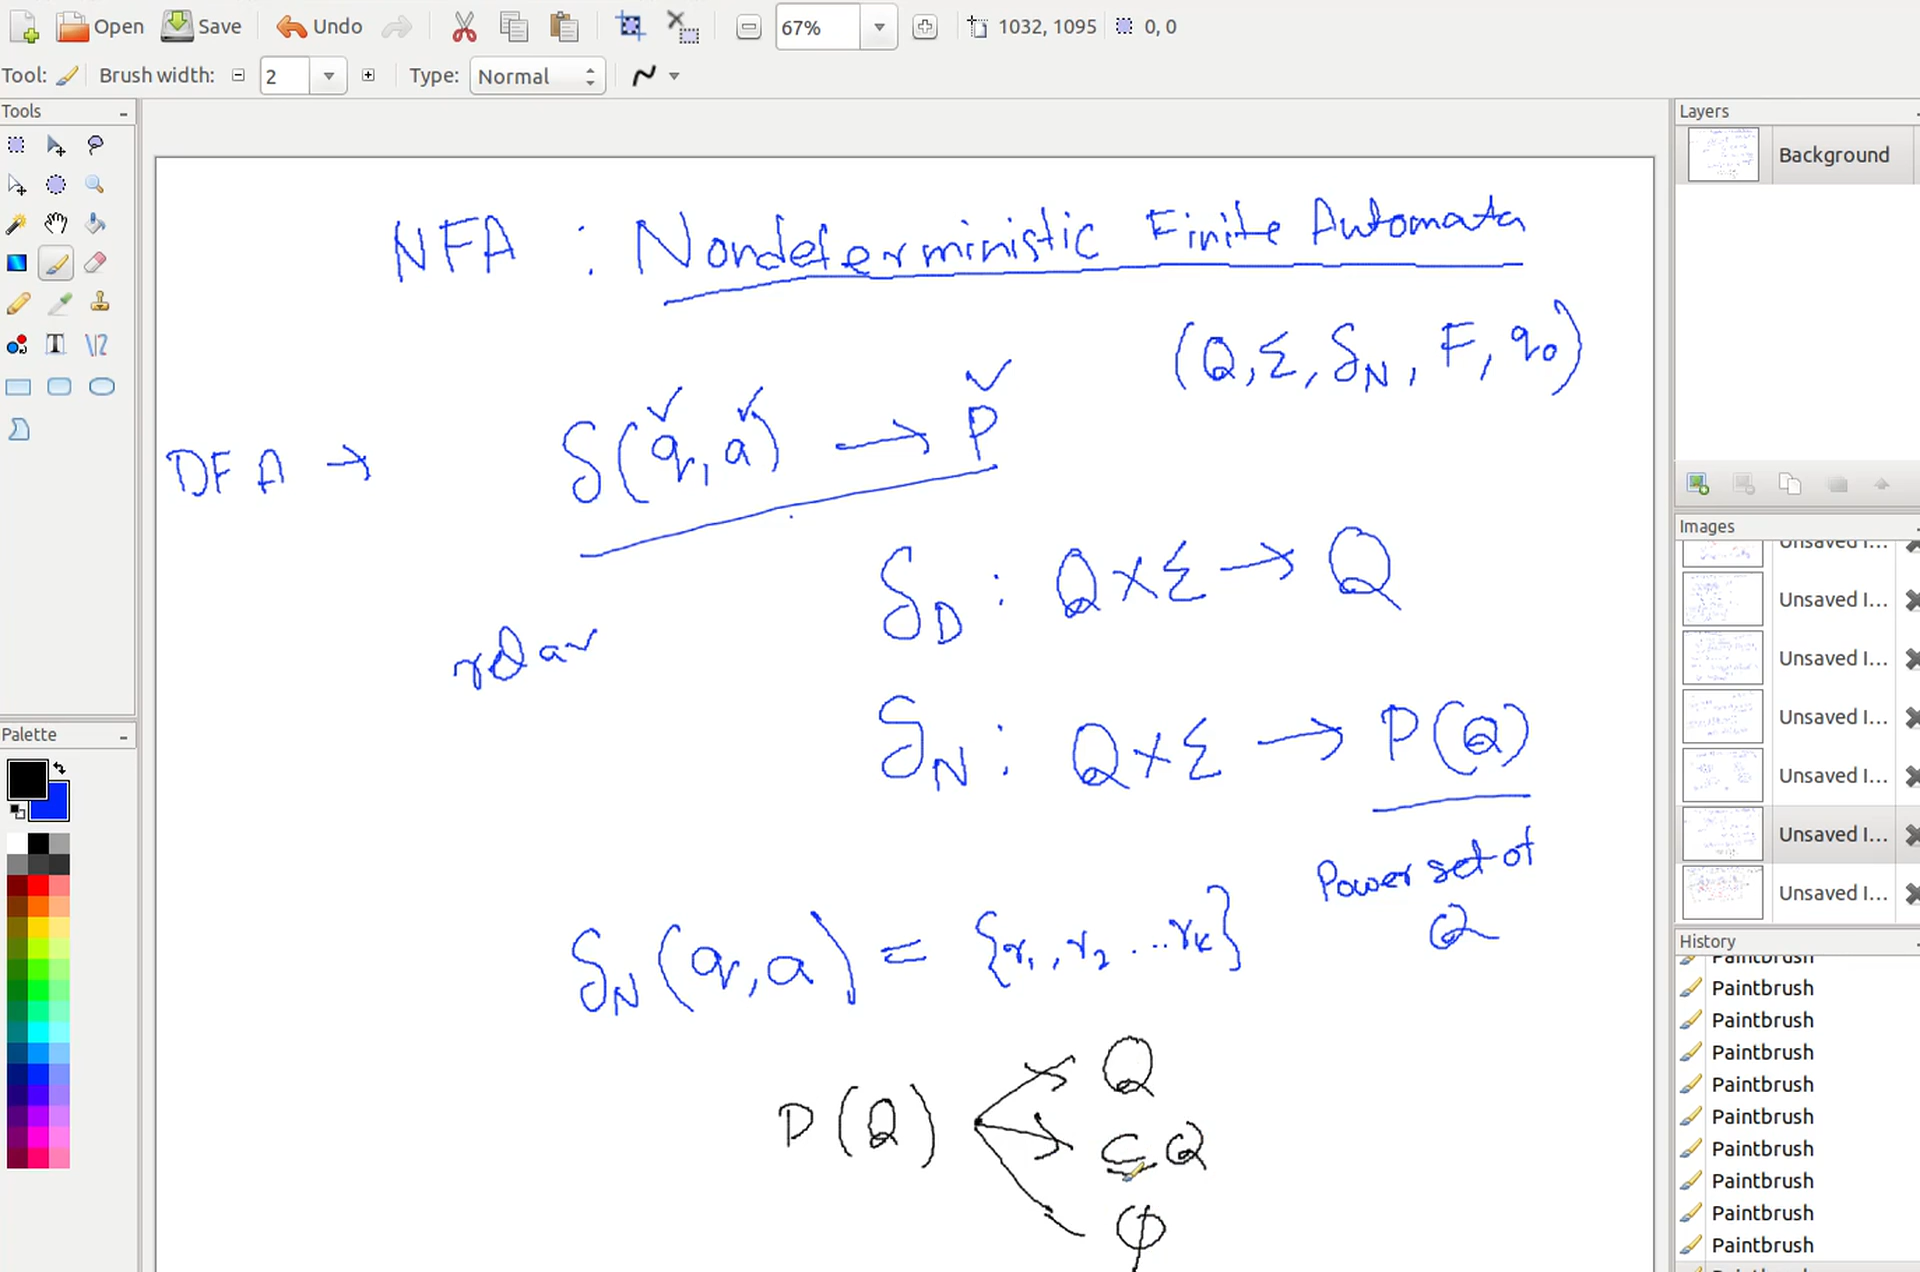 Open Save Undo 67% 1032, 1095 0, 0
Tool: Brush width: 2 Type: Normal
Tools
Layers
Background
NFA : Nondeterministic Finite Automata
(Q, Σ, δN, F, q0)
DFA → δ(q, a) → P
δD : Q × Σ → Q
δN : Q × Σ → P(Q)
Power set of
Q
δN(q, a) = {r1, r2 ... rk}
P(Q)
Q
⊆ Q
φ
Palette
Images
Unsaved I...
Unsaved I...
Unsaved I...
Unsaved I...
Unsaved I...
Unsaved I...
Unsaved I...
History
Paintbrush
Paintbrush
Paintbrush
Paintbrush
Paintbrush
Paintbrush
Paintbrush
Paintbrush
Paintbrush
Paintbrush